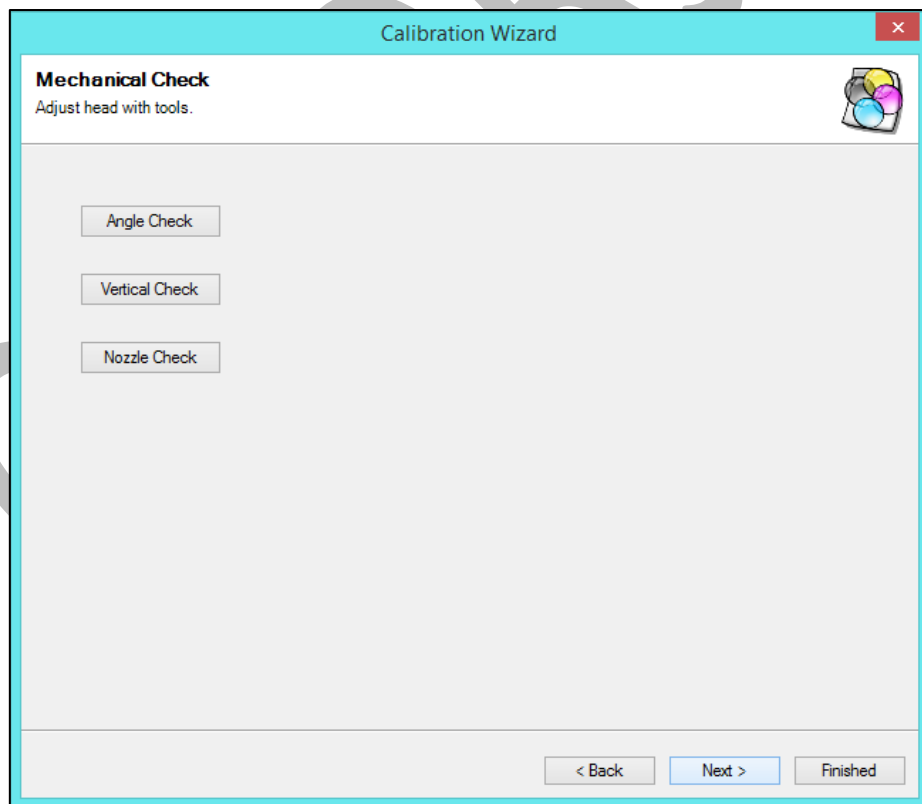 Calibration Wizard
Mechanical Check
Adjust head with tools.
Angle Check
Vertical Check
Nozzle Check
< Back Next > Finished